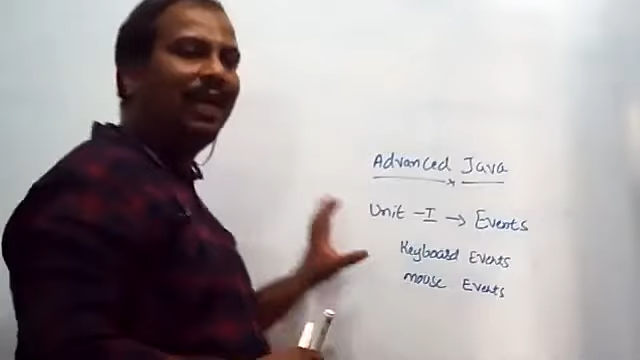 Advanced Java
Unit - I → Events
Keyboard Events
mouse Events